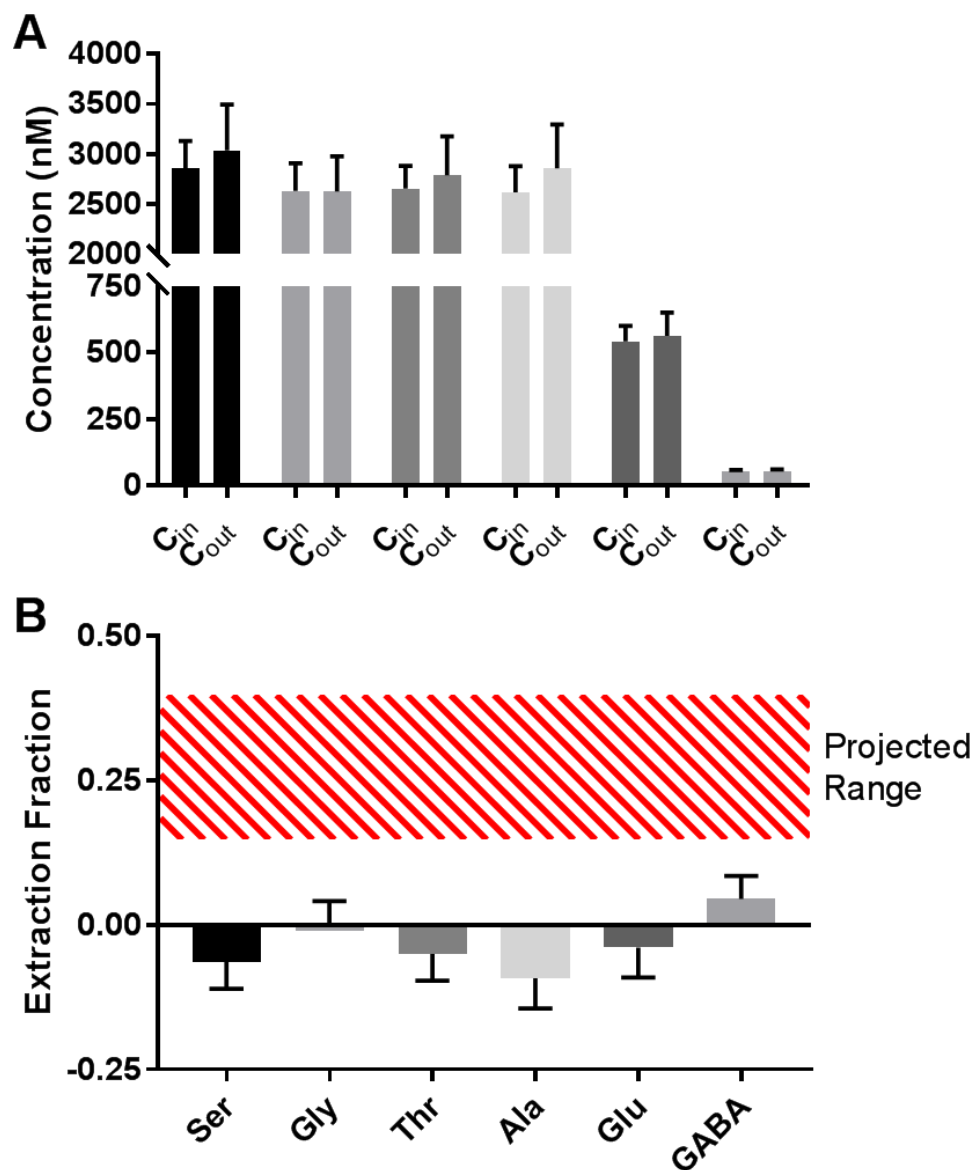 A
Concentration (nM)
4000
3500
3000
2500
2000
750
500
250
0
Cin Cout Cin Cout Cin Cout Cin Cout Cin Cout Cin Cout
B
Extraction Fraction
0.50
0.25
0.00
-0.25
Projected
Range
Ser Gly Thr Ala Glu GABA